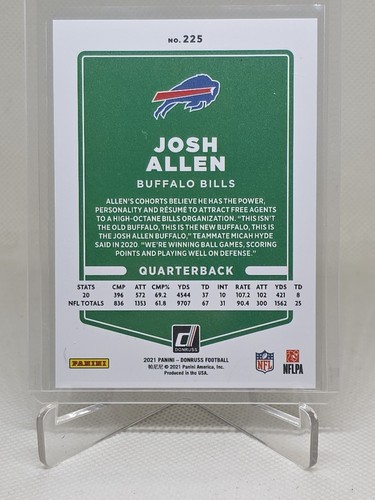 NO. 225
JOSH
ALLEN
BUFFALO BILLS
ALLEN'S COHORTS BELIEVE HE HAS THE POWER,
PERSONALITY AND RÉSUMÉ TO ATTRACT FREE AGENTS
TO A HIGH-OCTANE BILLS ORGANIZATION. "THIS ISN'T
THE OLD BUFFALO, THIS IS THE NEW BUFFALO, THIS IS
THE JOSH ALLEN BUFFALO," TEAMMATE MICAH HYDE
SAID IN 2020. "WE'RE WINNING BALL GAMES, SCORING
POINTS AND PLAYING WELL ON DEFENSE."
QUARTERBACK
STATS CMP ATT CMP% YDS TD INT RATE ATT YDS TD
20 396 572 69.2 4544 37 10 107.2 102 421 8
NFL TOTALS 836 1353 61.8 9707 67 31 90.4 300 1562 25
DONRUSS
PANINI
2021 PANINI – DONRUSS FOOTBALL
帕尼尼 © 2021 Panini America, Inc.
Produced in the USA.
NFL
NFLPA